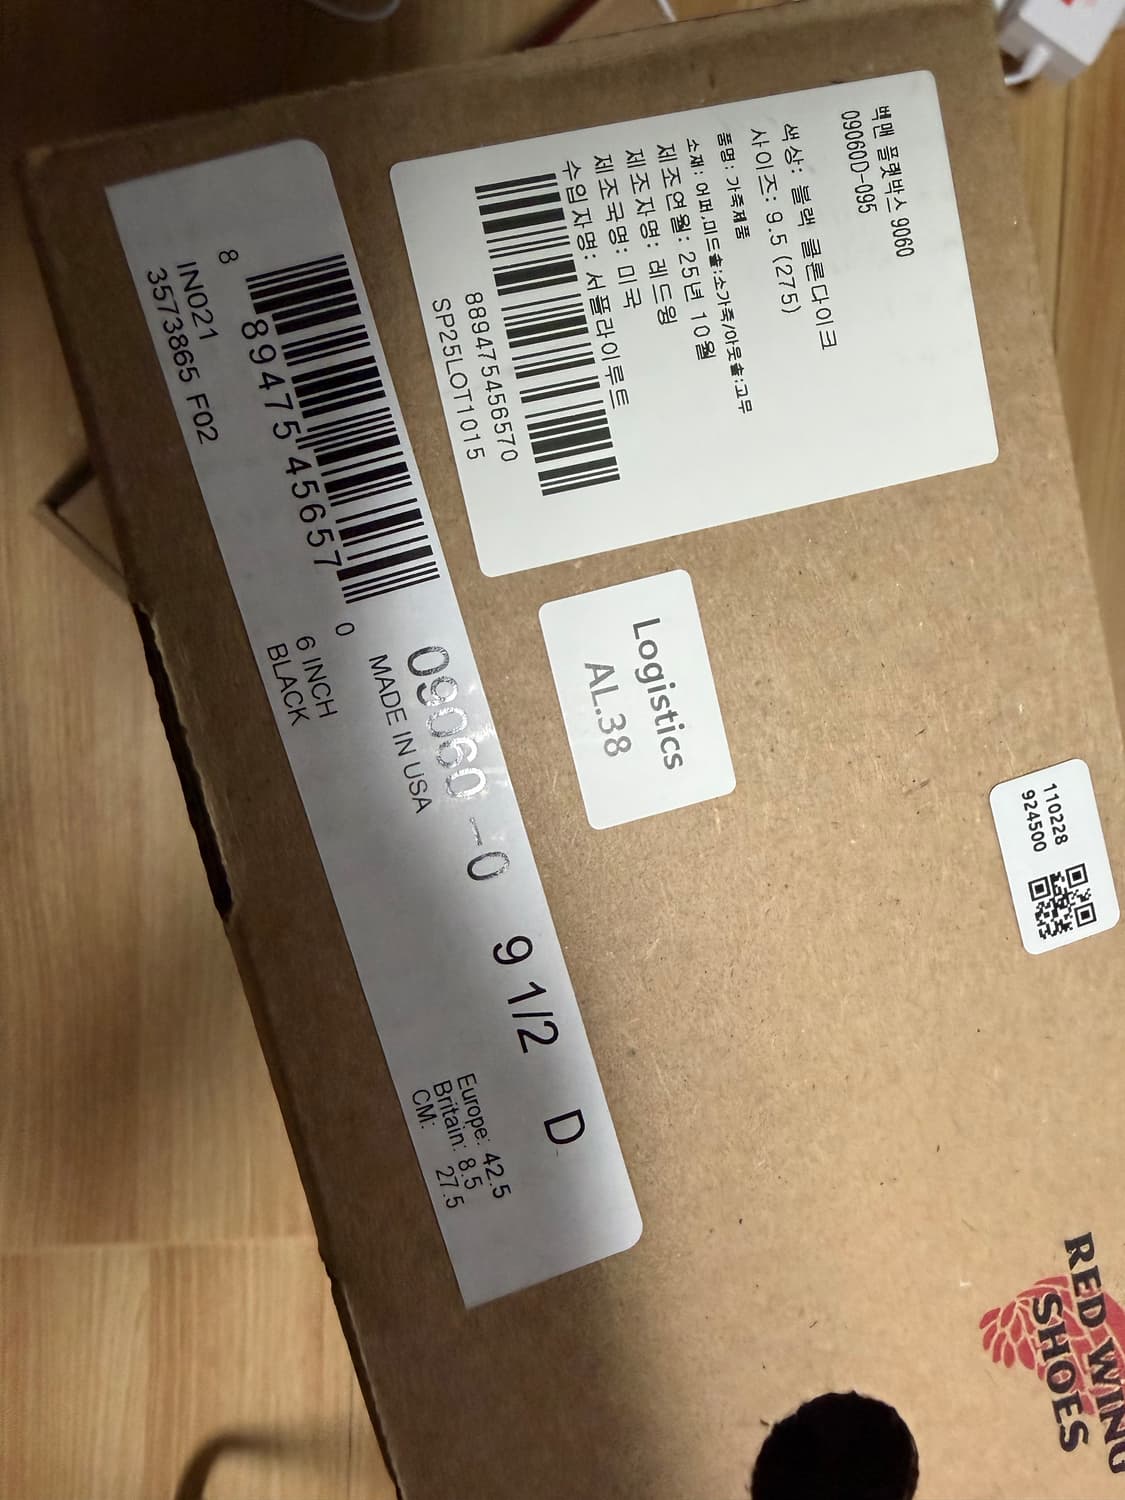 벡맨 플랫박스 9060
09060D-095
색상: 블랙 클론다이크
사이즈: 9.5 (275)
품명: 가죽제품
소재: 어퍼,미드솔:소가죽/아웃솔:고무
제조연월: 25년 10월
제조자명: 레드윙
제조국명: 미국
수입자명: 서플라이루트
889475456570
SP25LOT1015
Logistics
AL.38
110228
924500
8 89475 45657 0
IN021
3573865 F02
09060 -0 9 1/2 D
MADE IN USA
6 INCH
BLACK
Europe: 42.5
Britain: 8.5
CM: 27.5
RED WING
SHOES